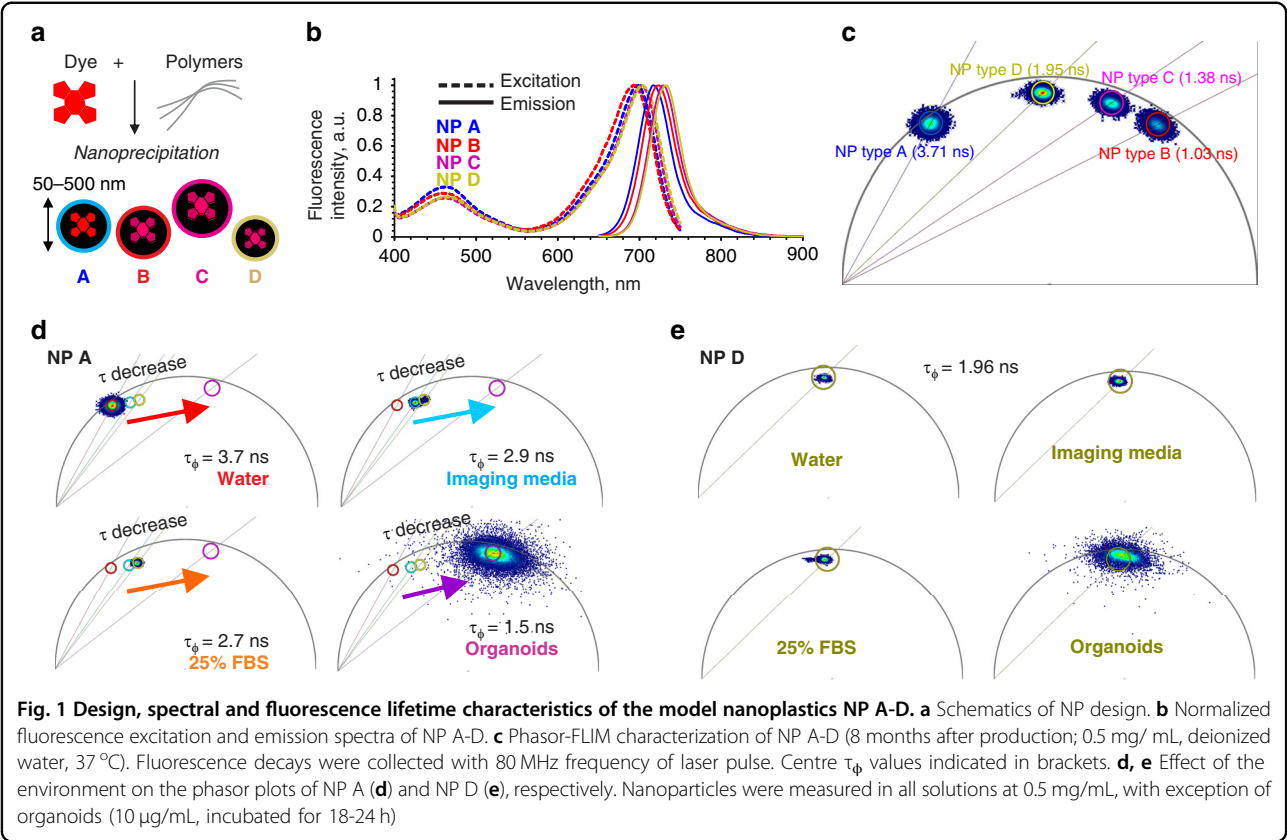 a
Dye + Polymers
Nanoprecipitation
50–500 nm
A B C D
b
Fluorescence intensity, a.u.
1
0.8
0.6
0.4
0.2
0
Excitation
Emission
NP A
NP B
NP C
NP D
400 500 600 700 800 900
Wavelength, nm
c
NP type D (1.95 ns)
NP type C (1.38 ns)
NP type A (3.71 ns)
NP type B (1.03 ns)
d
NP A
τ decrease
τϕ = 3.7 ns
Water
τ decrease
τϕ = 2.9 ns
Imaging media
τ decrease
τϕ = 2.7 ns
25% FBS
τ decrease
τϕ = 1.5 ns
Organoids
e
NP D
τϕ = 1.96 ns
Water
Imaging media
25% FBS
Organoids
Fig. 1 Design, spectral and fluorescence lifetime characteristics of the model nanoplastics NP A-D. a Schematics of NP design. b Normalized
fluorescence excitation and emission spectra of NP A-D. c Phasor-FLIM characterization of NP A-D (8 months after production; 0.5 mg/ mL, deionized
water, 37 °C). Fluorescence decays were collected with 80 MHz frequency of laser pulse. Centre τϕ values indicated in brackets. d, e Effect of the
environment on the phasor plots of NP A (d) and NP D (e), respectively. Nanoparticles were measured in all solutions at 0.5 mg/mL, with exception of
organoids (10 µg/mL, incubated for 18-24 h)